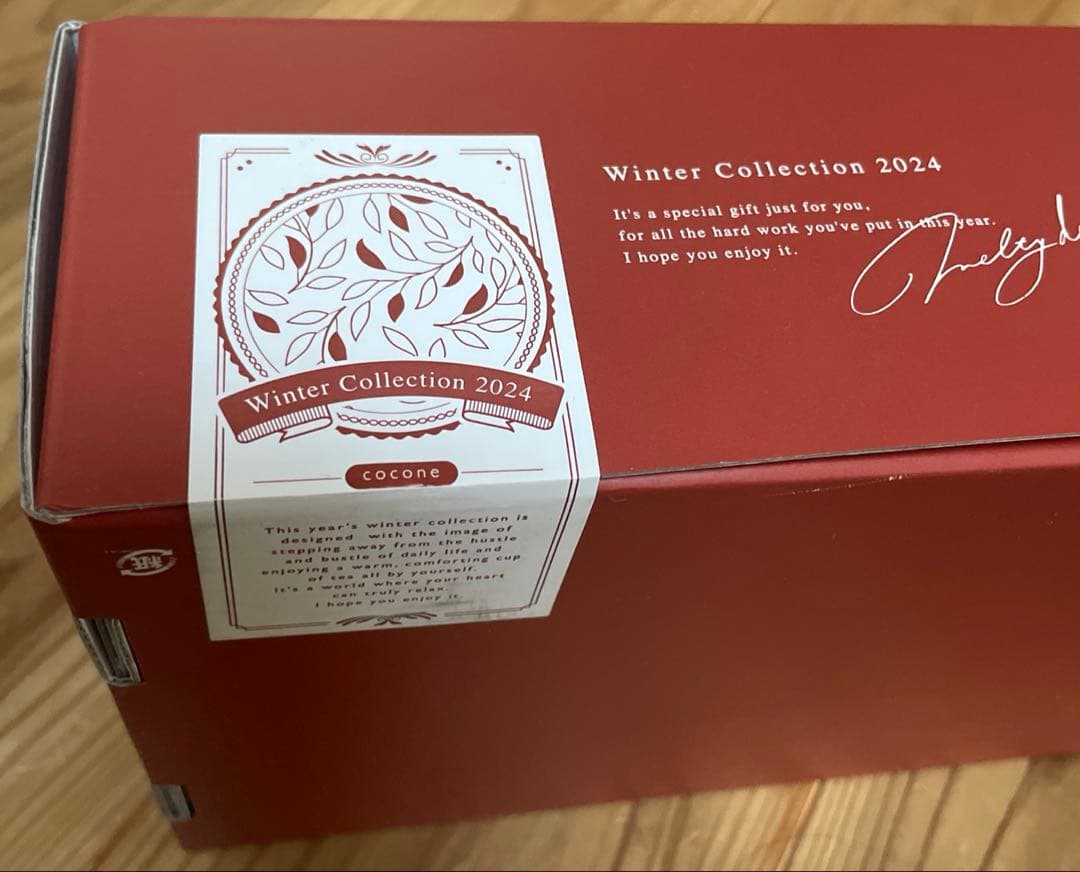 Winter Collection 2024
It's a special gift just for you,
for all the hard work you've put in this year.
I hope you enjoy it.
Winter Collection 2024
cocone
This year's winter collection is
designed with the image of
stepping away from the hustle
and bustle of daily life and
enjoying a warm, comforting cup
of tea all by yourself.
It's a world where your heart
can truly relax.
I hope you enjoy it.
紙